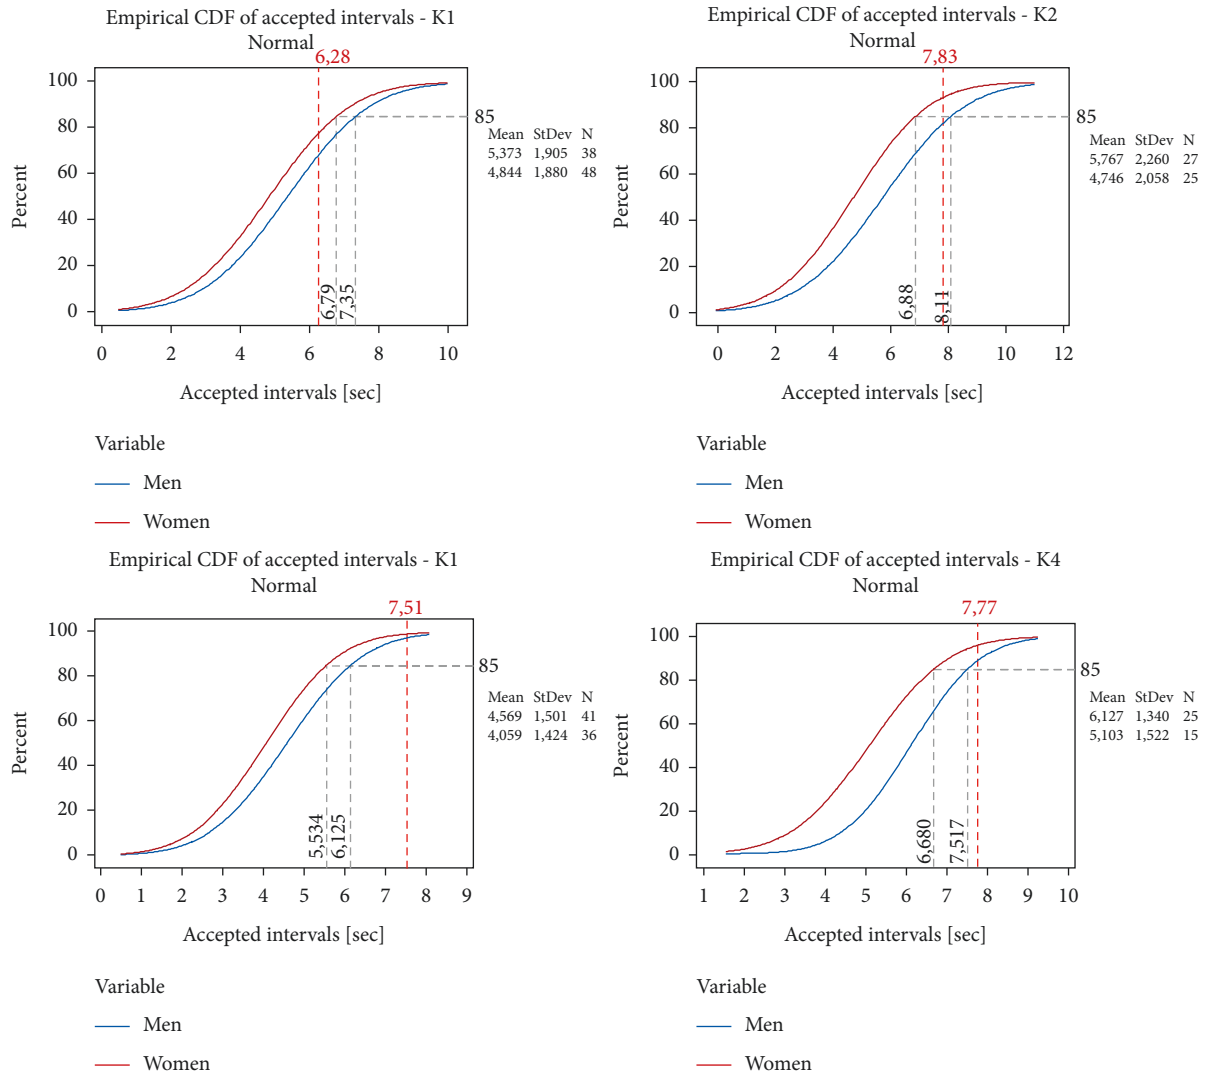 Empirical CDF of accepted intervals - K1
Normal
6,28
100
80
60
40
20
0
Percent
85
Mean StDev N
5,373 1,905 38
4,844 1,880 48
6,79
7,35
0 2 4 6 8 10
Accepted intervals [sec]
Variable
Men
Women
Empirical CDF of accepted intervals - K2
Normal
7,83
100
80
60
40
20
0
Percent
85
Mean StDev N
5,767 2,260 27
4,746 2,058 25
6,88
8,11
0 2 4 6 8 10 12
Accepted intervals [sec]
Variable
Men
Women
Empirical CDF of accepted intervals - K1
Normal
7,51
100
80
60
40
20
0
Percent
85
Mean StDev N
4,569 1,501 41
4,059 1,424 36
5,534
6,125
0 1 2 3 4 5 6 7 8 9
Accepted intervals [sec]
Variable
Men
Women
Empirical CDF of accepted intervals - K4
Normal
7,77
100
80
60
40
20
0
Percent
85
Mean StDev N
6,127 1,340 25
5,103 1,522 15
6,680
7,517
1 2 3 4 5 6 7 8 9 10
Accepted intervals [sec]
Variable
Men
Women